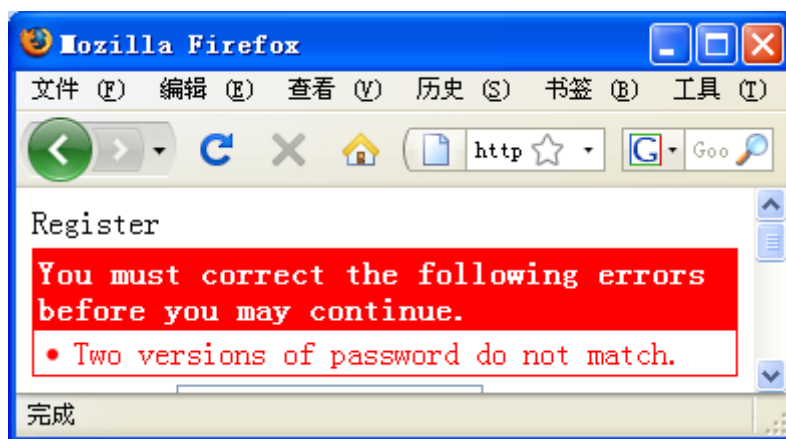 Mozilla Firefox
文件 (F) 编辑 (E) 查看 (V) 历史 (S) 书签 (B) 工具 (T)
http G Goo
Register
You must correct the following errors
before you may continue.
• Two versions of password do not match.
完成